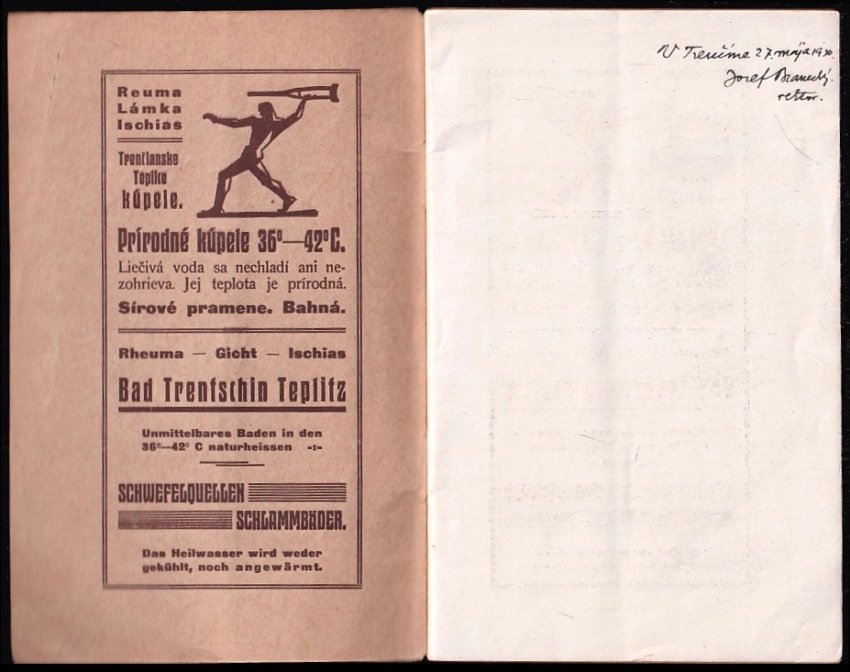 Reuma
Lámka
Ischias
Trenčianske
Teplice
kúpele.
Prírodné kúpele 36°—42°C.
Liečivá voda sa nechladí ani ne-
zohrieva. Jej teplota je prírodná.
Sírové pramene. Bahná.
Rheuma — Gicht — Ischias
Bad Trentschin Teplitz
Unmittelbares Baden in den
36°—42° C naturheissen -:-
SCHWEFELQUELLEN
SCHLAMMBÄDER.
Das Heilwasser wird weder
gekühlt, noch angewärmt.
V Trenčíne 27. mája 1930.
Jozef Branecký.
rektor.